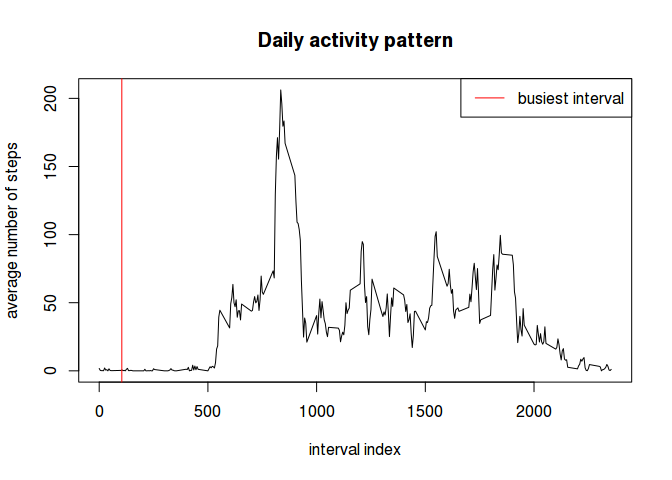 Daily activity pattern
busiest interval
average number of steps
200
150
100
50
0
0 500 1000 1500 2000
interval index